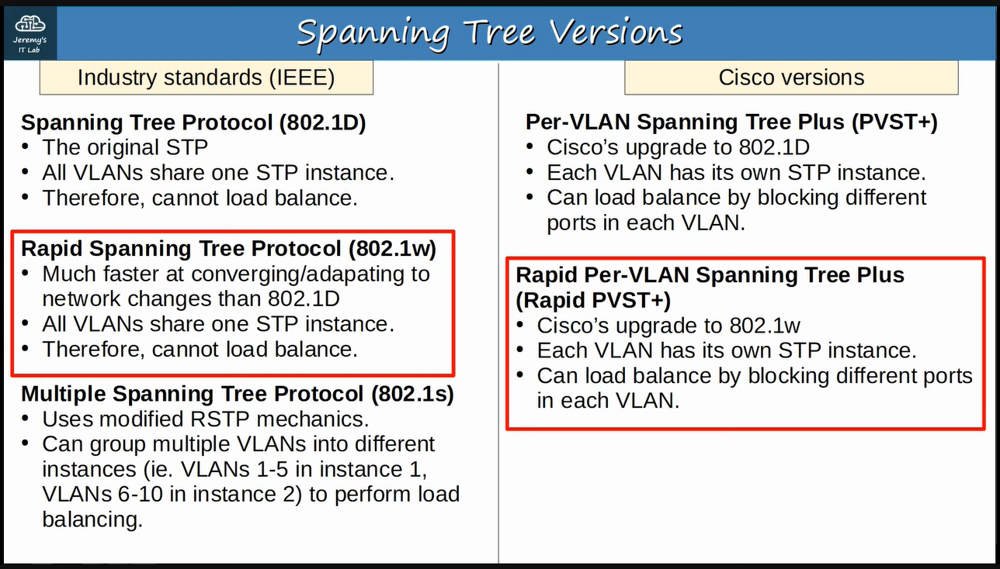 Jeremy's
IT Lab
Spanning Tree Versions
Industry standards (IEEE)
Spanning Tree Protocol (802.1D)
• The original STP
• All VLANs share one STP instance.
• Therefore, cannot load balance.
Rapid Spanning Tree Protocol (802.1w)
• Much faster at converging/adapating to
network changes than 802.1D
• All VLANs share one STP instance.
• Therefore, cannot load balance.
Multiple Spanning Tree Protocol (802.1s)
• Uses modified RSTP mechanics.
• Can group multiple VLANs into different
instances (ie. VLANs 1-5 in instance 1,
VLANs 6-10 in instance 2) to perform load
balancing.
Cisco versions
Per-VLAN Spanning Tree Plus (PVST+)
• Cisco’s upgrade to 802.1D
• Each VLAN has its own STP instance.
• Can load balance by blocking different
ports in each VLAN.
Rapid Per-VLAN Spanning Tree Plus
(Rapid PVST+)
• Cisco’s upgrade to 802.1w
• Each VLAN has its own STP instance.
• Can load balance by blocking different ports
in each VLAN.